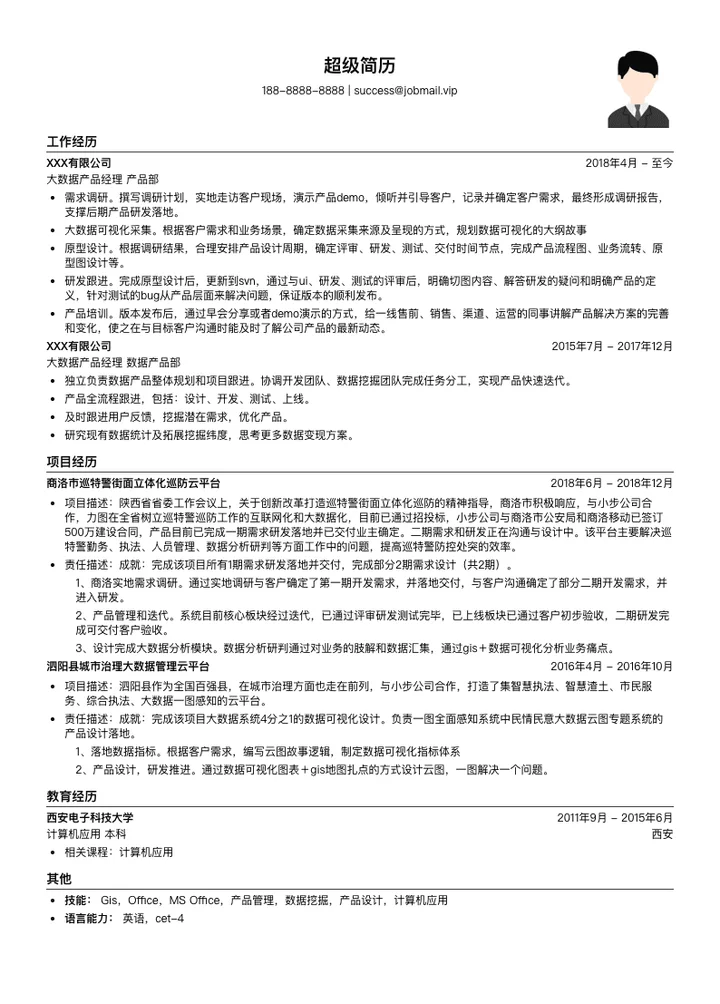 超级简历
188-8888-8888 | success@jobmail.vip
工作经历
XXX有限公司 2018年4月 – 至今
大数据产品经理 产品部
• 需求调研。撰写调研计划，实地走访客户现场，演示产品demo，倾听并引导客户，记录并确定客户需求，最终形成调研报告，
支撑后期产品研发落地。
• 大数据可视化采集。根据客户需求和业务场景，确定数据采集来源及呈现的方式，规划数据可视化的大纲故事
• 原型设计。根据调研结果，合理安排产品设计周期，确定评审、研发、测试、交付时间节点，完成产品流程图、业务流转、原
型图设计等。
• 研发跟进。完成原型设计后，更新到svn，通过与ui、研发、测试的评审后，明确切图内容、解答研发的疑问和明确产品的定
义，针对测试的bug从产品层面来解决问题，保证版本的顺利发布。
• 产品培训。版本发布后，通过早会分享或者demo演示的方式，给一线售前、销售、渠道、运营的同事讲解产品解决方案的完善
和变化，使之在与目标客户沟通时能及时了解公司产品的最新动态。
XXX有限公司 2015年7月 – 2017年12月
大数据产品经理 数据产品部
• 独立负责数据产品整体规划和项目跟进。协调开发团队、数据挖掘团队完成任务分工，实现产品快速迭代。
• 产品全流程跟进，包括：设计、开发、测试、上线。
• 及时跟进用户反馈，挖掘潜在需求，优化产品。
• 研究现有数据统计及拓展挖掘纬度，思考更多数据变现方案。
项目经历
商洛市巡特警街面立体化巡防云平台 2018年6月 – 2018年12月
• 项目描述：陕西省省委工作会议上，关于创新改革打造巡特警街面立体化巡防的精神指导，商洛市积极响应，与小步公司合
作，力图在全省树立巡特警巡防工作的互联网化和大数据化，目前已通过招投标，小步公司与商洛市公安局和商洛移动已签订
500万建设合同，产品目前已完成一期需求研发落地并已交付业主确定。二期需求和研发正在沟通与设计中。该平台主要解决巡
特警勤务、执法、人员管理、数据分析研判等方面工作中的问题，提高巡特警防控处突的效率。
• 责任描述：成就：完成该项目所有1期需求研发落地并交付，完成部分2期需求设计（共2期）。
1、商洛实地需求调研。通过实地调研与客户确定了第一期开发需求，并落地交付，与客户沟通确定了部分二期开发需求，并
进入研发。
2、产品管理和迭代。系统目前核心板块经过迭代，已通过评审研发测试完毕，已上线板块已通过客户初步验收，二期研发完
成可交付客户验收。
3、设计完成大数据分析模块。数据分析研判通过对业务的肢解和数据汇集，通过gis＋数据可视化分析业务痛点。
泗阳县城市治理大数据管理云平台 2016年4月 – 2016年10月
• 项目描述：泗阳县作为全国百强县，在城市治理方面也走在前列，与小步公司合作，打造了集智慧执法、智慧渣土、市民服
务、综合执法、大数据一图感知的云平台。
• 责任描述：成就：完成该项目大数据系统4分之1的数据可视化设计。负责一图全面感知系统中民情民意大数据云图专题系统的
产品设计落地。
1、落地数据指标。根据客户需求，编写云图故事逻辑，制定数据可视化指标体系
2、产品设计，研发推进。通过数据可视化图表＋gis地图扎点的方式设计云图，一图解决一个问题。
教育经历
西安电子科技大学 2011年9月 – 2015年6月
计算机应用 本科 西安
• 相关课程：计算机应用
其他
• 技能： Gis，Office，MS Office，产品管理，数据挖掘，产品设计，计算机应用
• 语言能力： 英语，cet-4